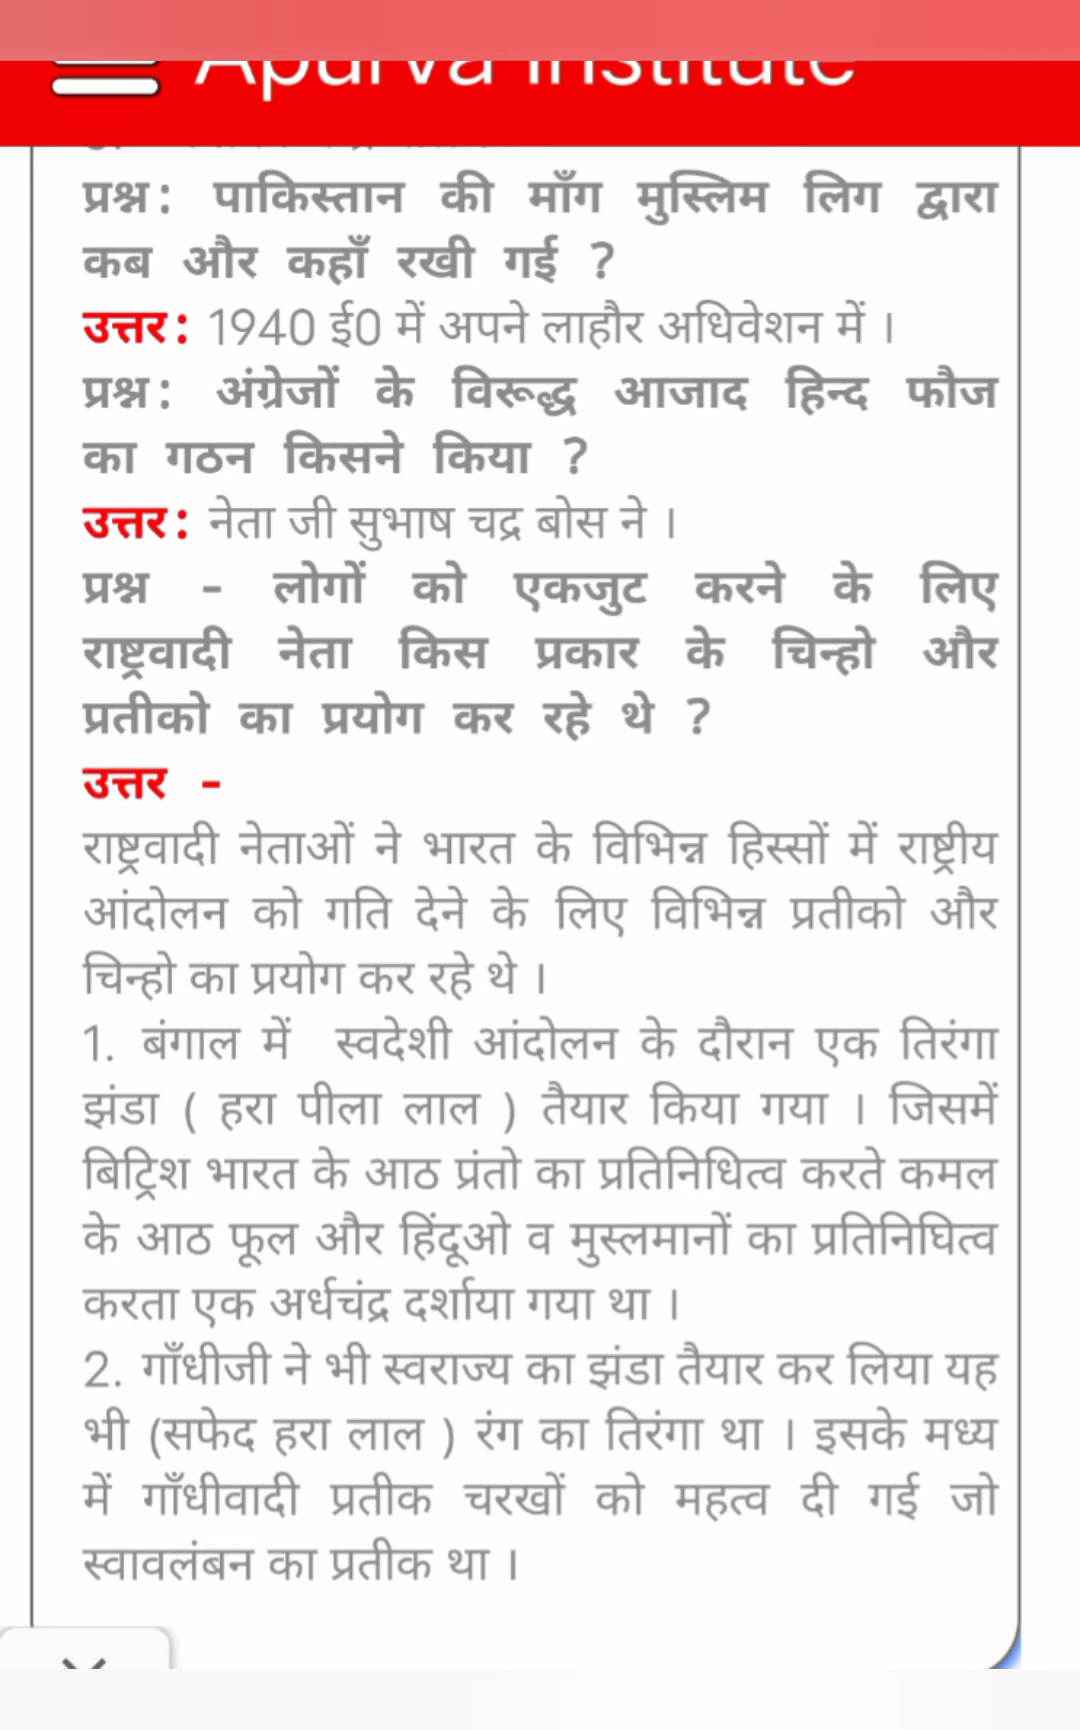 Apurva Institute
प्रश्न: पाकिस्तान की माँग मुस्लिम लिग द्वारा
कब और कहाँ रखी गई ?
उत्तर: 1940 ई0 में अपने लाहौर अधिवेशन में ।
प्रश्न: अंग्रेजों के विरूद्ध आजाद हिन्द फौज
का गठन किसने किया ?
उत्तर: नेता जी सुभाष चद्र बोस ने ।
प्रश्न - लोगों को एकजुट करने के लिए
राष्ट्रवादी नेता किस प्रकार के चिन्हो और
प्रतीको का प्रयोग कर रहे थे ?
उत्तर -
राष्ट्रवादी नेताओं ने भारत के विभिन्न हिस्सों में राष्ट्रीय
आंदोलन को गति देने के लिए विभिन्न प्रतीको और
चिन्हो का प्रयोग कर रहे थे ।
1. बंगाल में स्वदेशी आंदोलन के दौरान एक तिरंगा
झंडा ( हरा पीला लाल ) तैयार किया गया । जिसमें
बिट्रिश भारत के आठ प्रंतो का प्रतिनिधित्व करते कमल
के आठ फूल और हिंदूओ व मुस्लमानों का प्रतिनिघित्व
करता एक अर्धचंद्र दर्शाया गया था ।
2. गाँधीजी ने भी स्वराज्य का झंडा तैयार कर लिया यह
भी (सफेद हरा लाल ) रंग का तिरंगा था । इसके मध्य
में गाँधीवादी प्रतीक चरखों को महत्व दी गई जो
स्वावलंबन का प्रतीक था ।